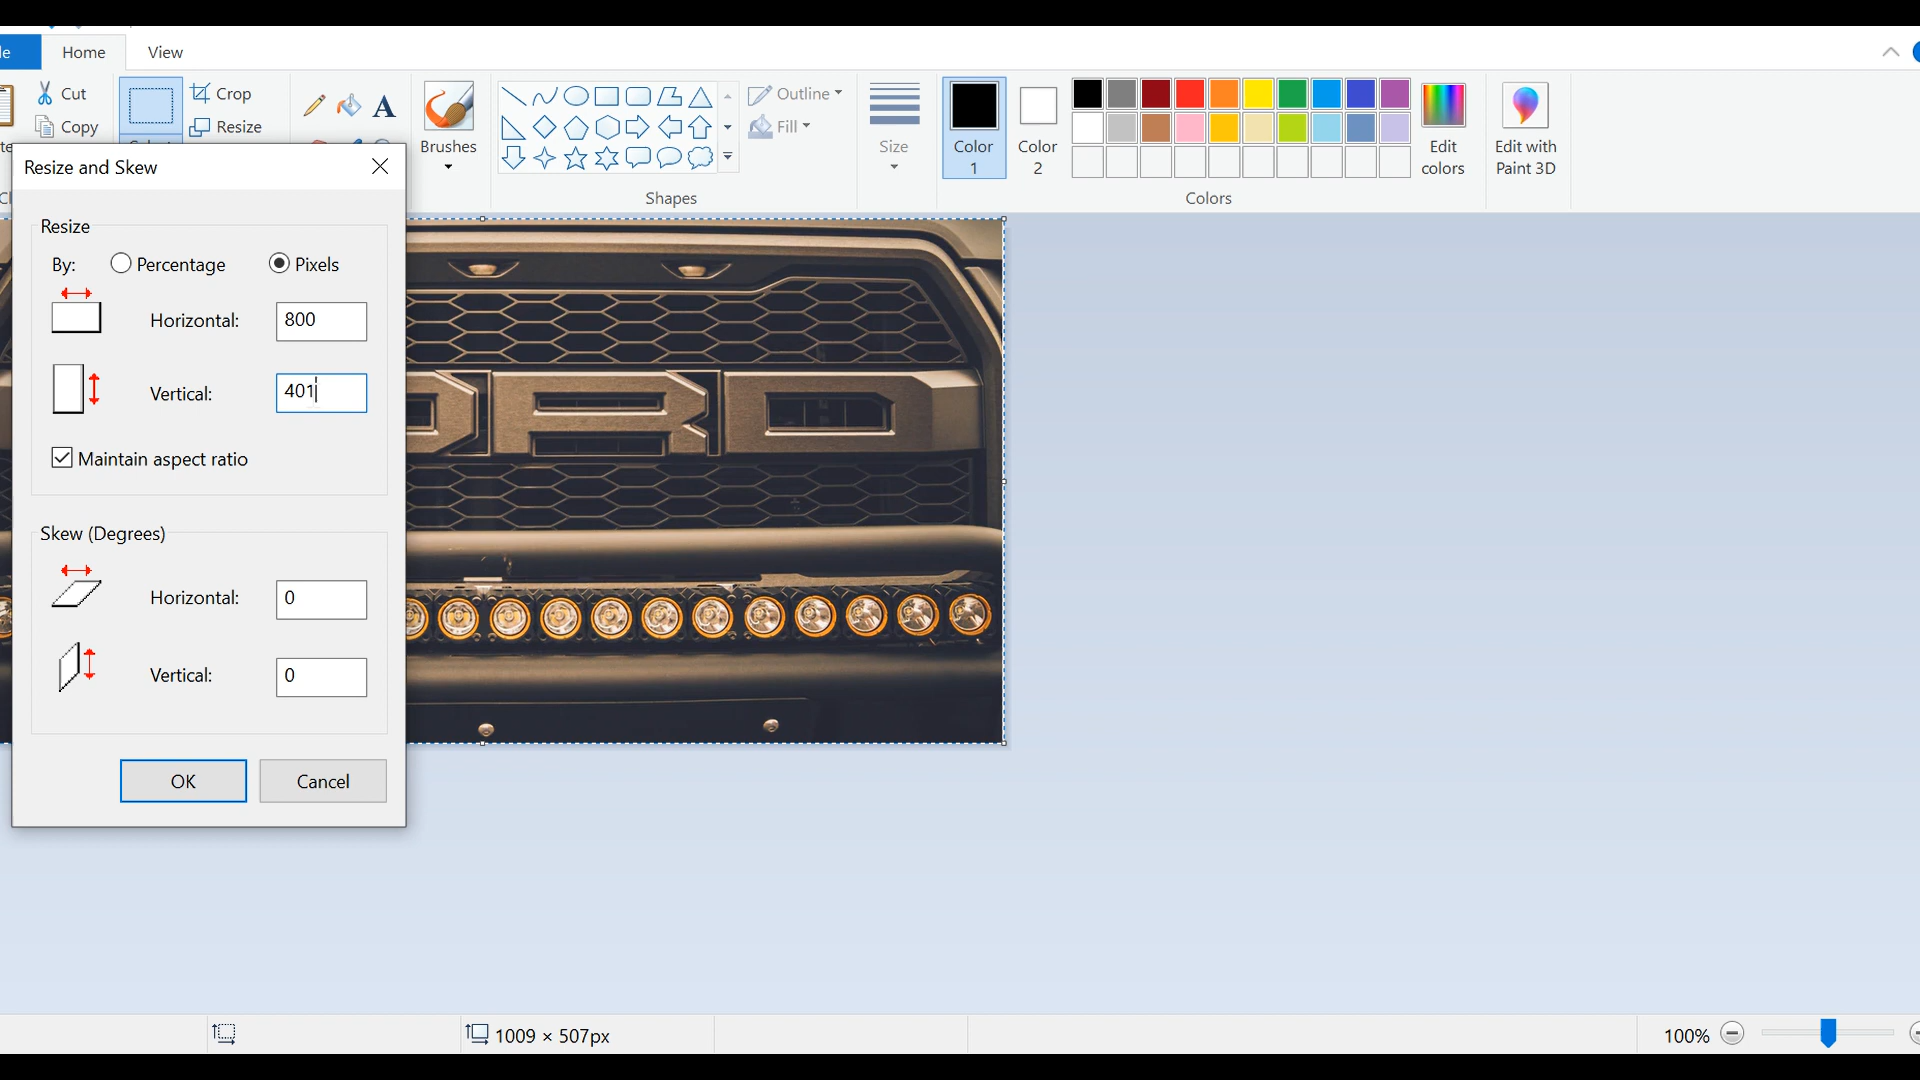 le
Home
View
Cut
Copy
Crop
Resize
Brushes
Outline
Fill
Shapes
Size
Color 1
Color 2
Colors
Edit colors
Edit with Paint 3D
Resize and Skew
Resize
By:
Percentage
Pixels
Horizontal:
800
Vertical:
401
Maintain aspect ratio
Skew (Degrees)
Horizontal:
0
Vertical:
0
OK
Cancel
1009 × 507px
100%